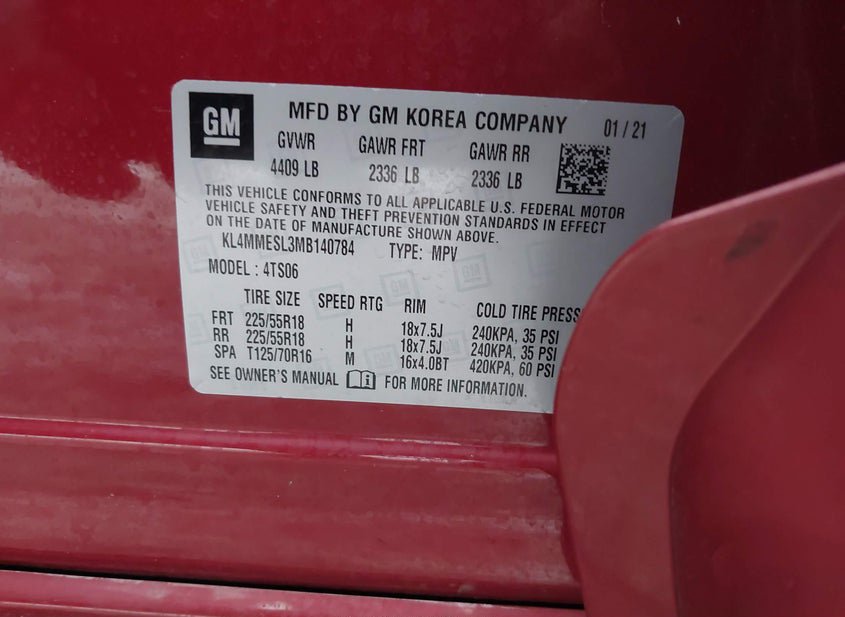 GM MFD BY GM KOREA COMPANY 01 / 21
GVWR GAWR FRT GAWR RR
4409 LB 2336 LB 2336 LB
THIS VEHICLE CONFORMS TO ALL APPLICABLE U.S. FEDERAL MOTOR
VEHICLE SAFETY AND THEFT PREVENTION STANDARDS IN EFFECT
ON THE DATE OF MANUFACTURE SHOWN ABOVE.
KL4MMESL3MB140784 TYPE: MPV
MODEL : 4TS06
TIRE SIZE SPEED RTG RIM COLD TIRE PRESS
FRT 225/55R18 H 18x7.5J 240KPA, 35 PSI
RR 225/55R18 H 18x7.5J 240KPA, 35 PSI
SPA T125/70R16 M 16x4.0BT 420KPA, 60 PSI
SEE OWNER'S MANUAL FOR MORE INFORMATION.